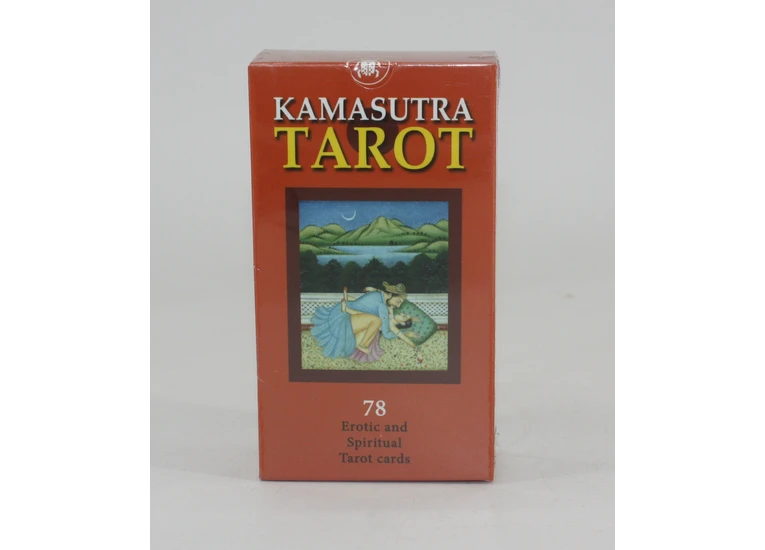 KAMASUTRA
TAROT
78
Erotic and
Spiritual
Tarot cards